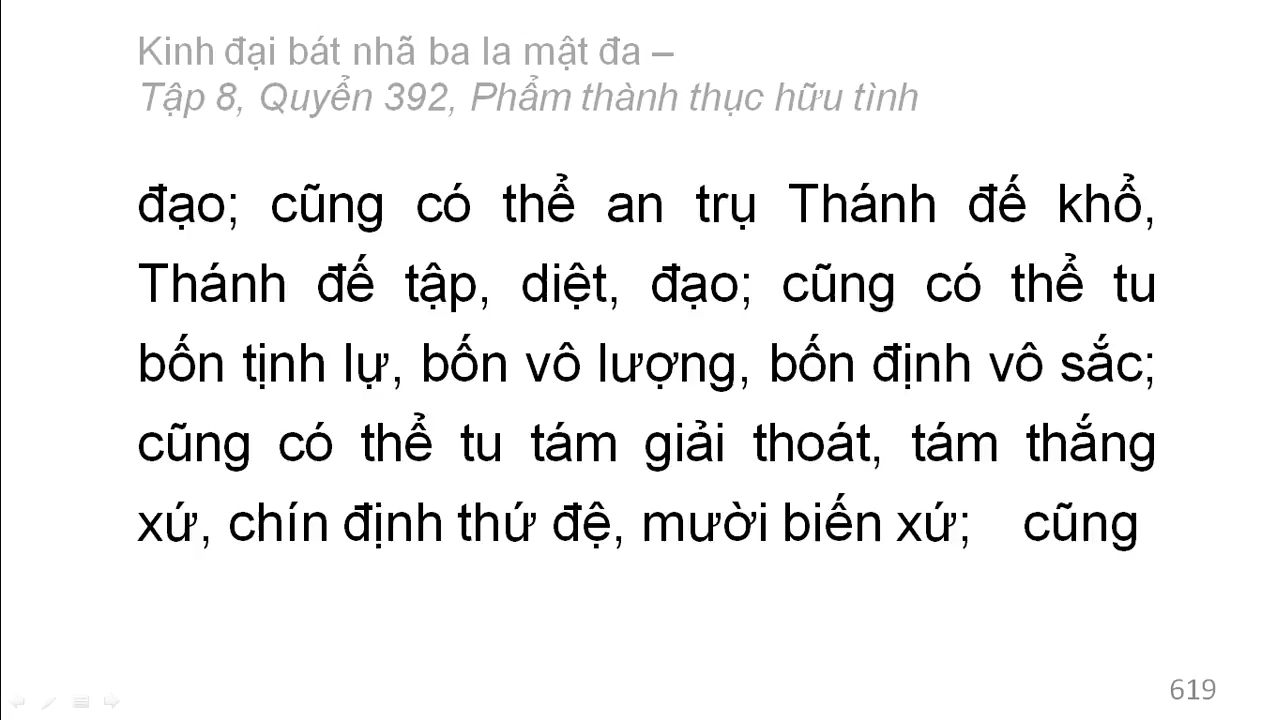 Kinh đại bát nhã ba la mật đa –
Tập 8, Quyển 392, Phẩm thành thục hữu tình
đạo; cũng có thể an trụ Thánh đế khổ,
Thánh đế tập, diệt, đạo; cũng có thể tu
bốn tịnh lự, bốn vô lượng, bốn định vô sắc;
cũng có thể tu tám giải thoát, tám thắng
xứ, chín định thứ đệ, mười biến xứ; cũng
619